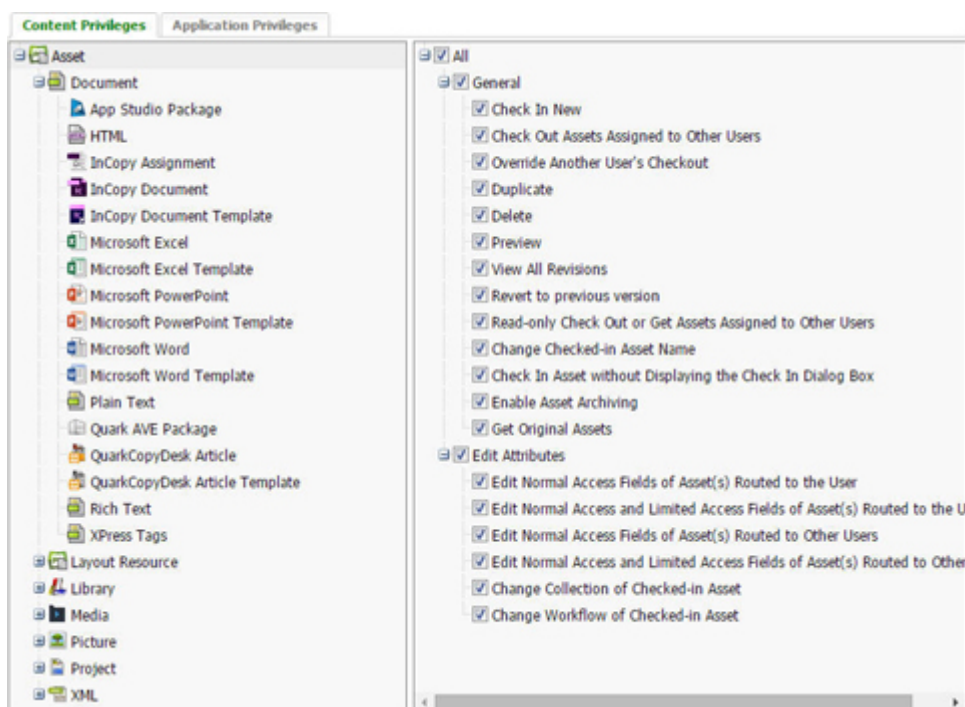 Content Privileges
Application Privileges
Asset
Document
App Studio Package
HTML
InCopy Assignment
InCopy Document
InCopy Document Template
Microsoft Excel
Microsoft Excel Template
Microsoft PowerPoint
Microsoft PowerPoint Template
Microsoft Word
Microsoft Word Template
Plain Text
Quark AVE Package
QuarkCopyDesk Article
QuarkCopyDesk Article Template
Rich Text
XPress Tags
Layout Resource
Library
Media
Picture
Project
XML
All
General
Check In New
Check Out Assets Assigned to Other Users
Override Another User's Checkout
Duplicate
Delete
Preview
View All Revisions
Revert to previous version
Read-only Check Out or Get Assets Assigned to Other Users
Change Checked-in Asset Name
Check In Asset without Displaying the Check In Dialog Box
Enable Asset Archiving
Get Original Assets
Edit Attributes
Edit Normal Access Fields of Asset(s) Routed to the User
Edit Normal Access and Limited Access Fields of Asset(s) Routed to the U
Edit Normal Access Fields of Asset(s) Routed to Other Users
Edit Normal Access and Limited Access Fields of Asset(s) Routed to Other
Change Collection of Checked-in Asset
Change Workflow of Checked-in Asset